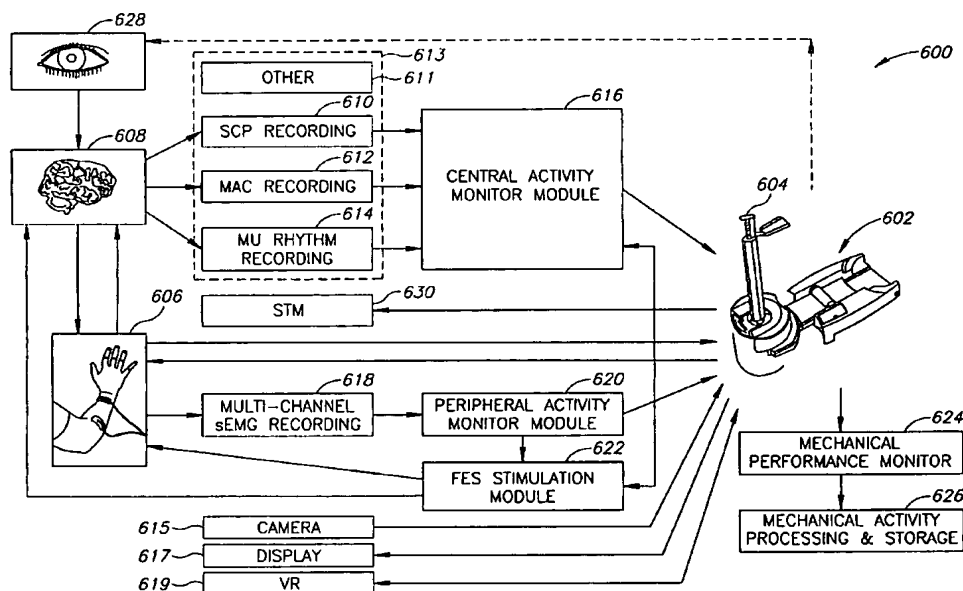 628
613
600
OTHER
611
610
616
SCP RECORDING
608
612
CENTRAL ACTIVITY
MONITOR MODULE
MAC RECORDING
604
614
602
MU RHYTHM
RECORDING
606
630
STM
618
620
MULTI-CHANNEL
sEMG RECORDING
PERIPHERAL ACTIVITY
MONITOR MODULE
624
622
MECHANICAL
PERFORMANCE MONITOR
FES STIMULATION
MODULE
626
615
CAMERA
MECHANICAL ACTIVITY
PROCESSING & STORAGE
617
DISPLAY
619
VR